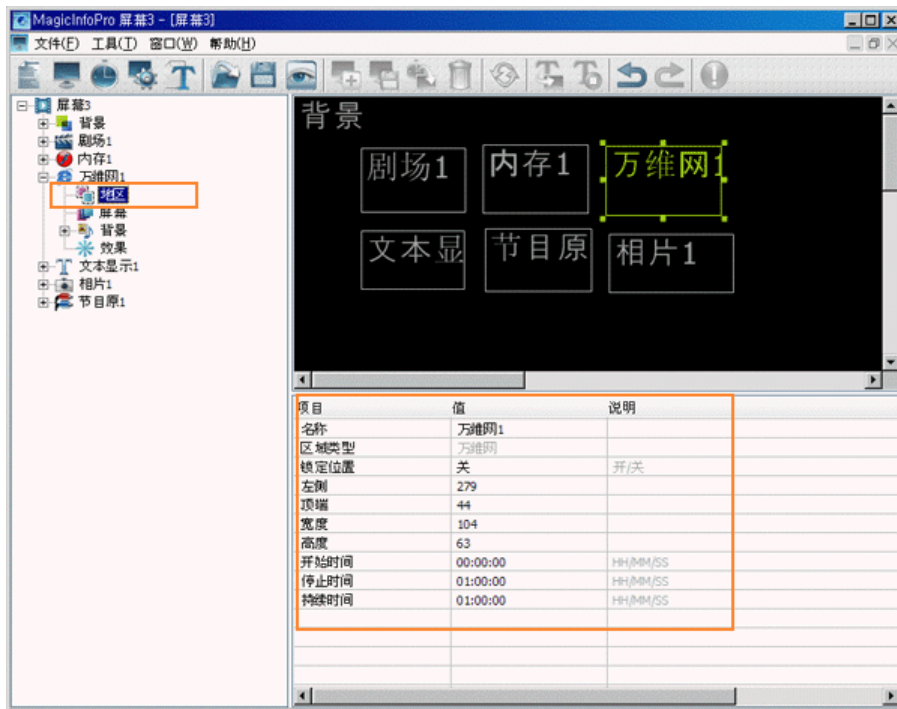 MagicInfoPro 屏幕3 - [屏幕3]
文件(F) 工具(T) 窗口(W) 帮助(H)
屏幕3
背景
剧场1
内存1
万维网1
地区
屏幕
背景
效果
文本显示1
相片1
节目原1
背景
剧场1 内存1 万维网1
文本显 节目原 相片1
项目 值 说明
名称 万维网1
区域类型 万维网
锁定位置 关 开/关
左侧 279
顶端 44
宽度 104
高度 63
开始时间 00:00:00 HH/MM/SS
停止时间 01:00:00 HH/MM/SS
持续时间 01:00:00 HH/MM/SS